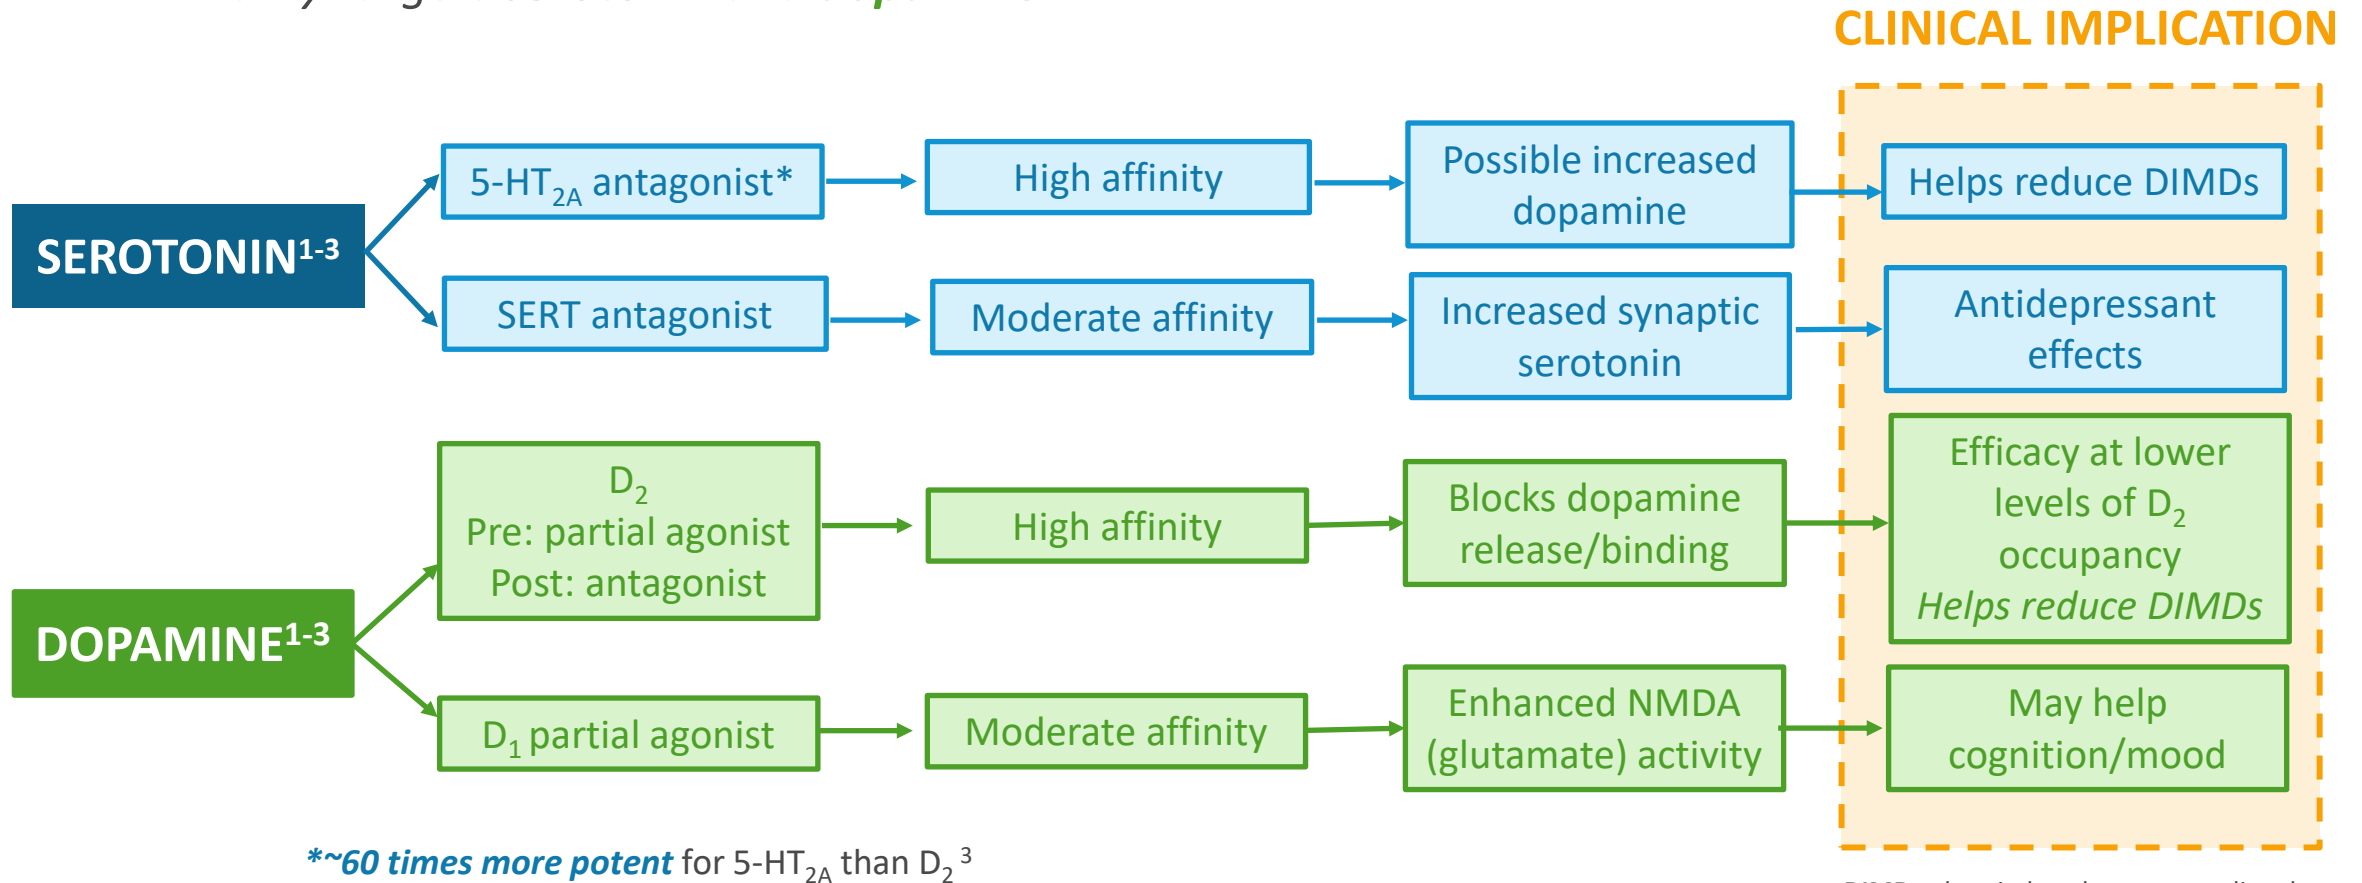 CLINICAL IMPLICATION
SEROTONIN¹⁻³
5-HT₂A antagonist*
High affinity
Possible increased
dopamine
Helps reduce DIMDs
SERT antagonist
Moderate affinity
Increased synaptic
serotonin
Antidepressant
effects
DOPAMINE¹⁻³
D₂
Pre: partial agonist
Post: antagonist
High affinity
Blocks dopamine
release/binding
Efficacy at lower
levels of D₂
occupancy
Helps reduce DIMDs
D₁ partial agonist
Moderate affinity
Enhanced NMDA
(glutamate) activity
May help
cognition/mood
*~60 times more potent for 5-HT₂A than D₂ ³